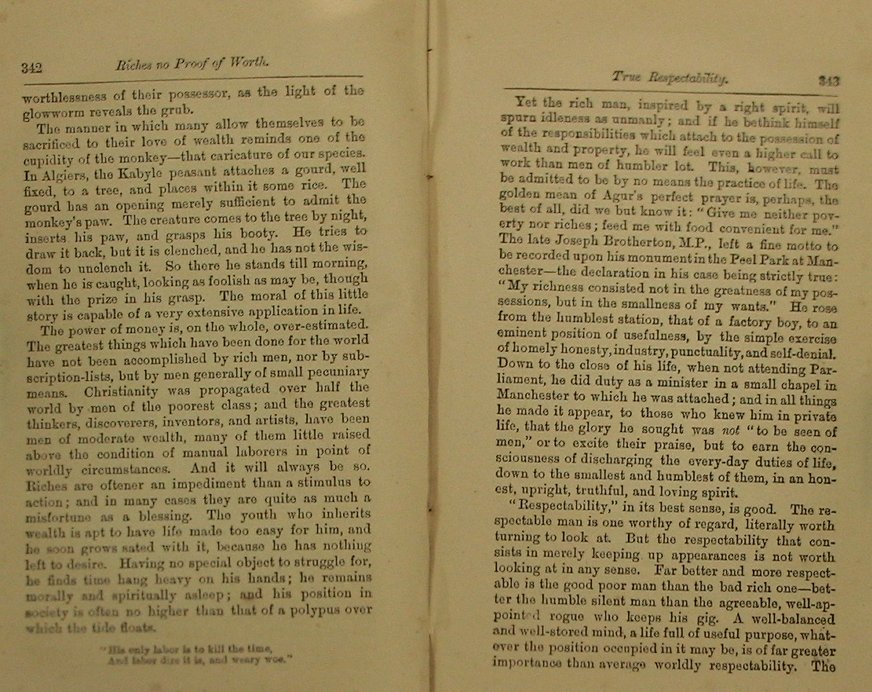 342 Riches no Proof of Worth.
worthlessness of their possessor, as the light of the
glowworm reveals the grub.
The manner in which many allow themselves to be
sacrificed to their love of wealth reminds one of the
cupidity of the monkey—that caricature of our species.
In Algiers, the Kabyle peasant attaches a gourd, well
fixed, to a tree, and places within it some rice. The
gourd has an opening merely sufficient to admit the
monkey's paw. The creature comes to the tree by night,
inserts his paw, and grasps his booty. He tries to
draw it back, but it is clenched, and he has not the wis-
dom to unclench it. So there he stands till morning,
when he is caught, looking as foolish as may be, though
with the prize in his grasp. The moral of this little
story is capable of a very extensive application in life.
The power of money is, on the whole, over-estimated.
The greatest things which have been done for the world
have not been accomplished by rich men, nor by sub-
scription-lists, but by men generally of small pecuniary
means. Christianity was propagated over half the
world by men of the poorest class; and the greatest
thinkers, discoverers, inventors, and artists, have been
men of moderate wealth, many of them little raised
above the condition of manual laborers in point of
worldly circumstances. And it will always be so.
Riches are oftener an impediment than a stimulus to
action; and in many cases they are quite as much a
misfortune as a blessing. The youth who inherits
wealth is apt to have life made too easy for him, and
he soon grows sated with it, because he has nothing
left to desire. Having no special object to struggle for,
he finds time hang heavy on his hands; he remains
morally and spiritually asleep; and his position in
society is often no higher than that of a polypus over
which the tide floats.
"His only labor is to kill the time,
And labor dire it is, and weary woe."
True Respectability. 343
Yet the rich man, inspired by a right spirit, will
spurn idleness as unmanly; and if he bethink himself
of the responsibilities which attach to the possession of
wealth and property, he will feel even a higher call to
work than men of humbler lot. This, however, must
be admitted to be by no means the practice of life. The
golden mean of Agur's perfect prayer is, perhaps, the
best of all, did we but know it: "Give me neither pov-
erty nor riches; feed me with food convenient for me."
The late Joseph Brotherton, M.P., left a fine motto to
be recorded upon his monument in the Peel Park at Man-
chester—the declaration in his case being strictly true:
"My richness consisted not in the greatness of my pos-
sessions, but in the smallness of my wants." He rose
from the humblest station, that of a factory boy, to an
eminent position of usefulness, by the simple exercise
of homely honesty, industry, punctuality, and self-denial.
Down to the close of his life, when not attending Par-
liament, he did duty as a minister in a small chapel in
Manchester to which he was attached; and in all things
he made it appear, to those who knew him in private
life, that the glory he sought was not "to be seen of
men," or to excite their praise, but to earn the con-
sciousness of discharging the every-day duties of life,
down to the smallest and humblest of them, in an hon-
est, upright, truthful, and loving spirit.
"Respectability," in its best sense, is good. The re-
spectable man is one worthy of regard, literally worth
turning to look at. But the respectability that con-
sists in merely keeping up appearances is not worth
looking at in any sense. Far better and more respect-
able is the good poor man than the bad rich one—bet-
ter the humble silent man than the agreeable, well-ap-
pointed rogue who keeps his gig. A well-balanced
and well-stored mind, a life full of useful purpose, what-
ever the position occupied in it may be, is of far greater
importance than average worldly respectability. The